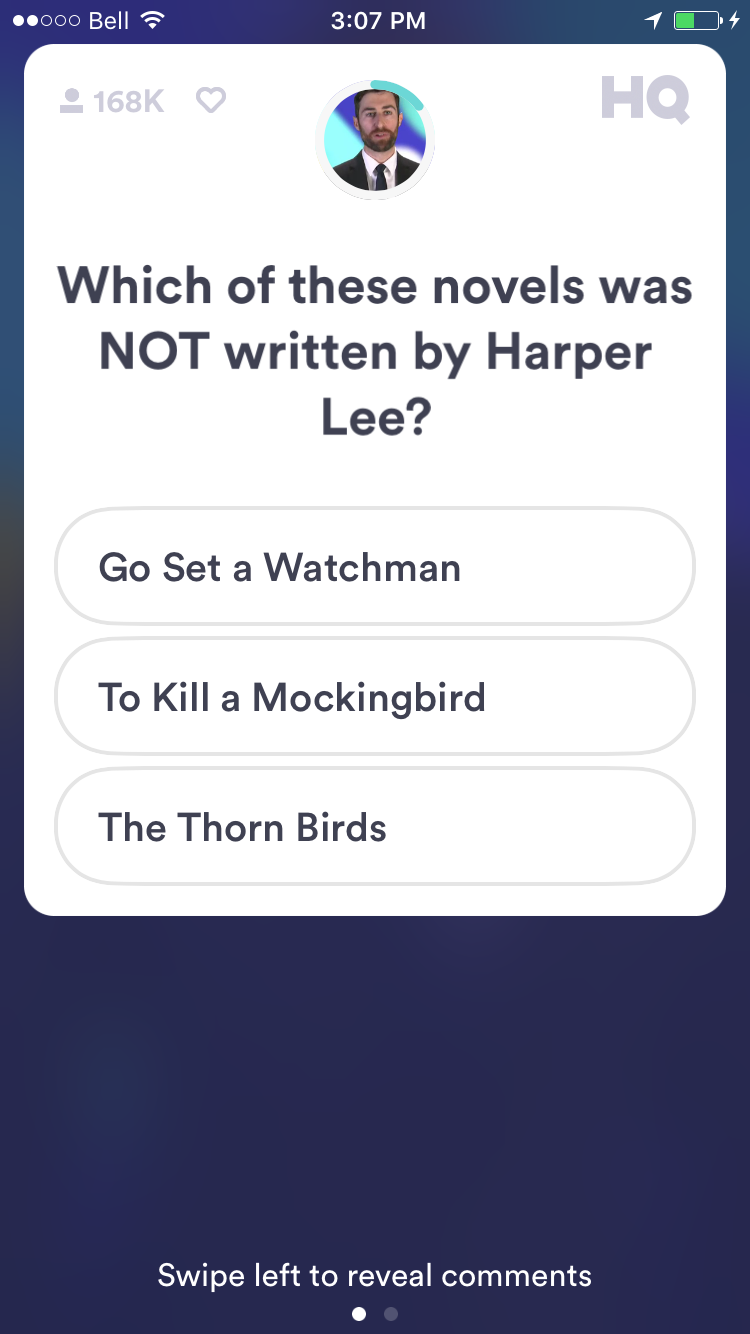 Bell 3:07 PM
168K HQ
Which of these novels was
NOT written by Harper
Lee?
Go Set a Watchman
To Kill a Mockingbird
The Thorn Birds
Swipe left to reveal comments